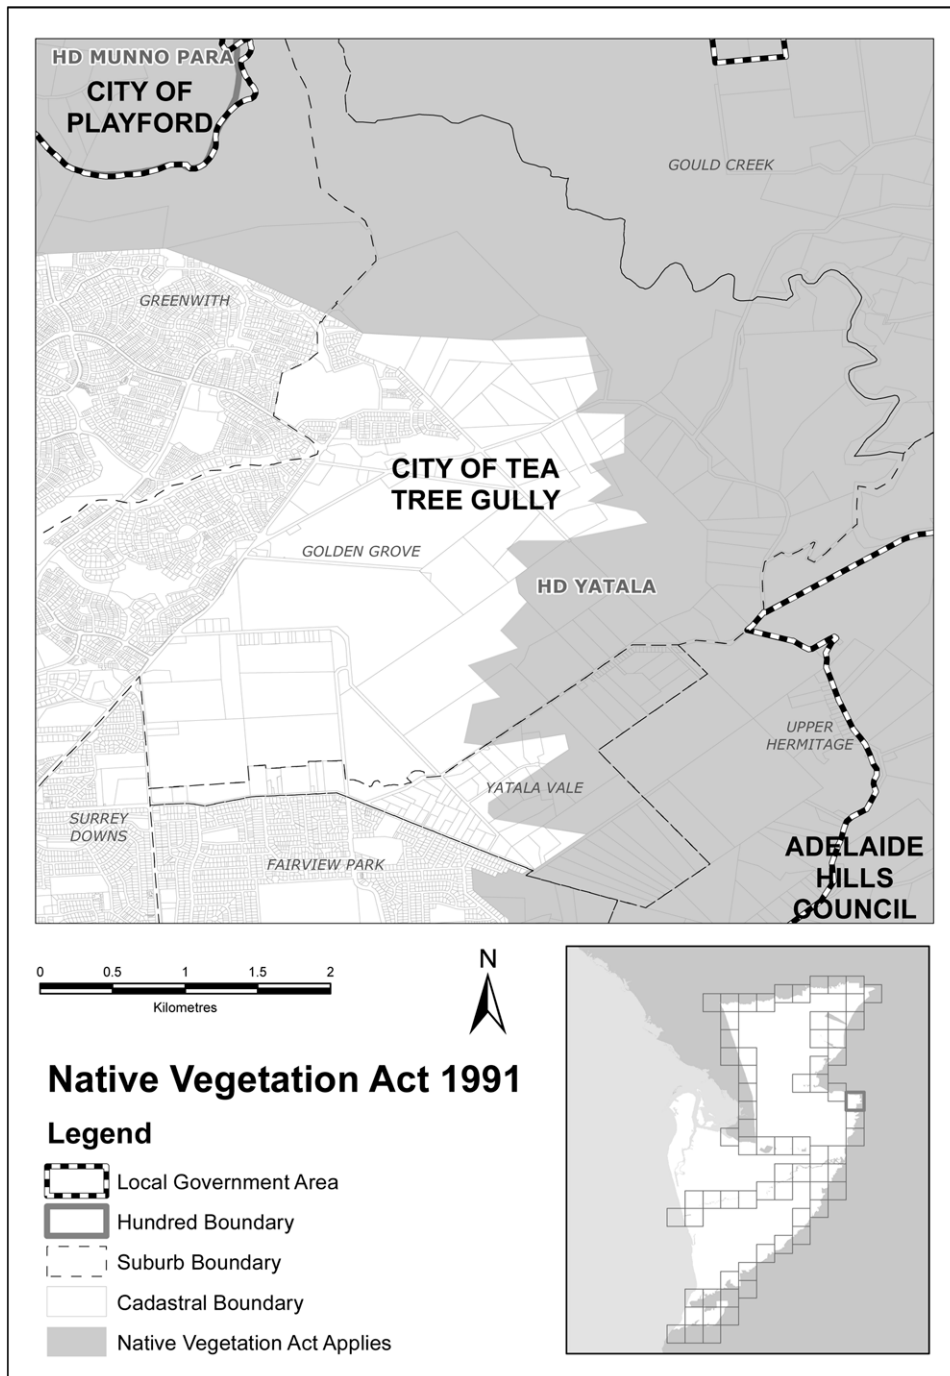 HD MUNNO PARA
CITY OF
PLAYFORD
GOULD CREEK
GREENWITH
CITY OF TEA
TREE GULLY
GOLDEN GROVE
HD YATALA
UPPER
HERMITAGE
YATALA VALE
SURREY
DOWNS
FAIRVIEW PARK
ADELAIDE
HILLS
COUNCIL
0 0.5 1 1.5 2
Kilometres
N
Native Vegetation Act 1991
Legend
Local Government Area
Hundred Boundary
Suburb Boundary
Cadastral Boundary
Native Vegetation Act Applies